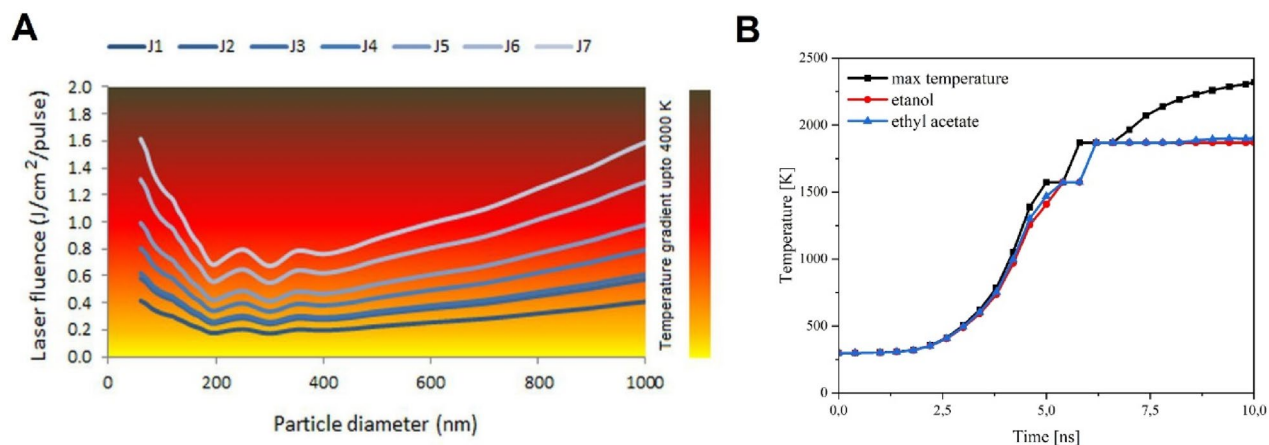 A
J1 J2 J3 J4 J5 J6 J7
Laser fluence (J/cm²/pulse)
2.0
1.8
1.6
1.4
1.2
1.0
0.8
0.6
0.4
0.2
0.0
0 200 400 600 800 1000
Particle diameter (nm)
Temperature gradient upto 4000 K
B
max temperature
etanol
ethyl acetate
Temperature [K]
2500
2000
1500
1000
500
0
0,0 2,5 5,0 7,5 10,0
Time [ns]